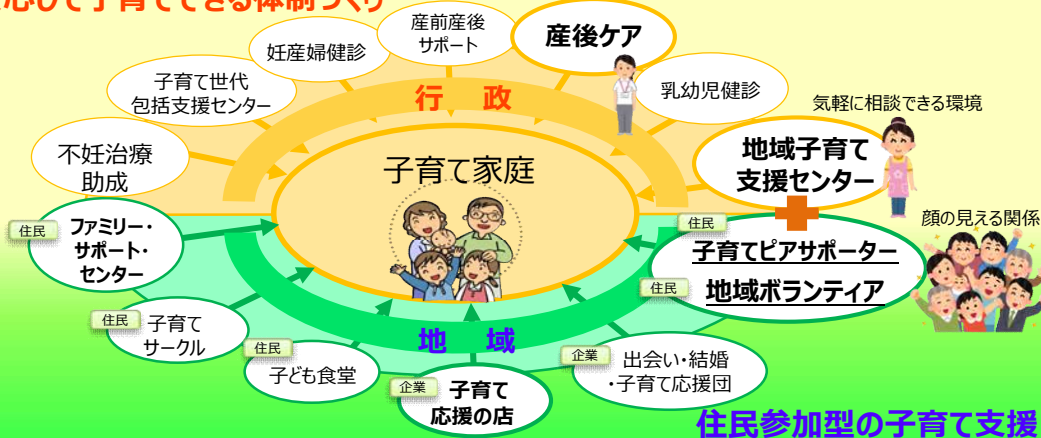 心して子育てできる体制づくり
産前産後
サポート
産後ケア
妊産婦健診
子育て世代
包括支援センター
乳幼児健診
行 政
気軽に相談できる環境
不妊治療
助成
子育て家庭
地域子育て
支援センター
住民
ファミリー・
サポート・
センター
顔の見える関係
住民
子育てピアサポーター
住民
地域ボランティア
住民
子育て
サークル
住民
子ども食堂
地 域
企業
子育て
応援の店
企業
出会い・結婚
・子育て応援団
住民参加型の子育て支援